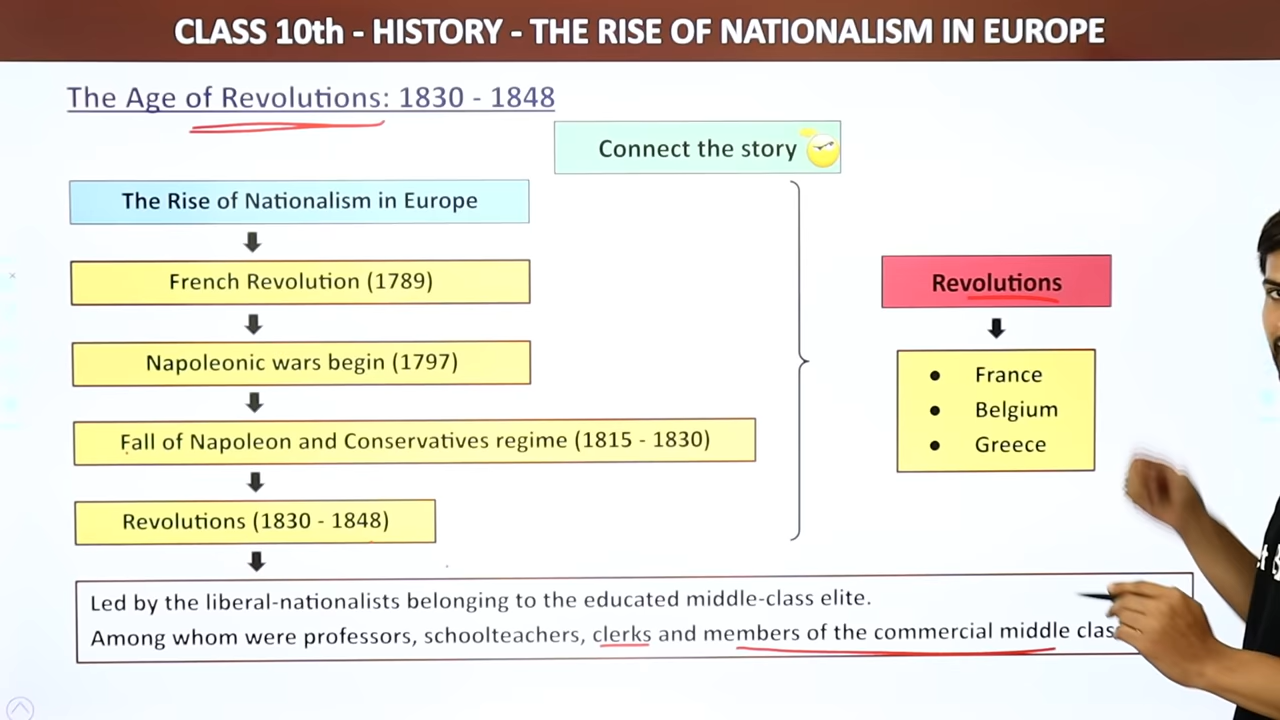 CLASS 10th - HISTORY - THE RISE OF NATIONALISM IN EUROPE
The Age of Revolutions: 1830 - 1848
Connect the story
The Rise of Nationalism in Europe
French Revolution (1789)
Napoleonic wars begin (1797)
Fall of Napoleon and Conservatives regime (1815 - 1830)
Revolutions (1830 - 1848)
Led by the liberal-nationalists belonging to the educated middle-class elite.
Among whom were professors, schoolteachers, clerks and members of the commercial middle
Revolutions
● France
● Belgium
● Greece